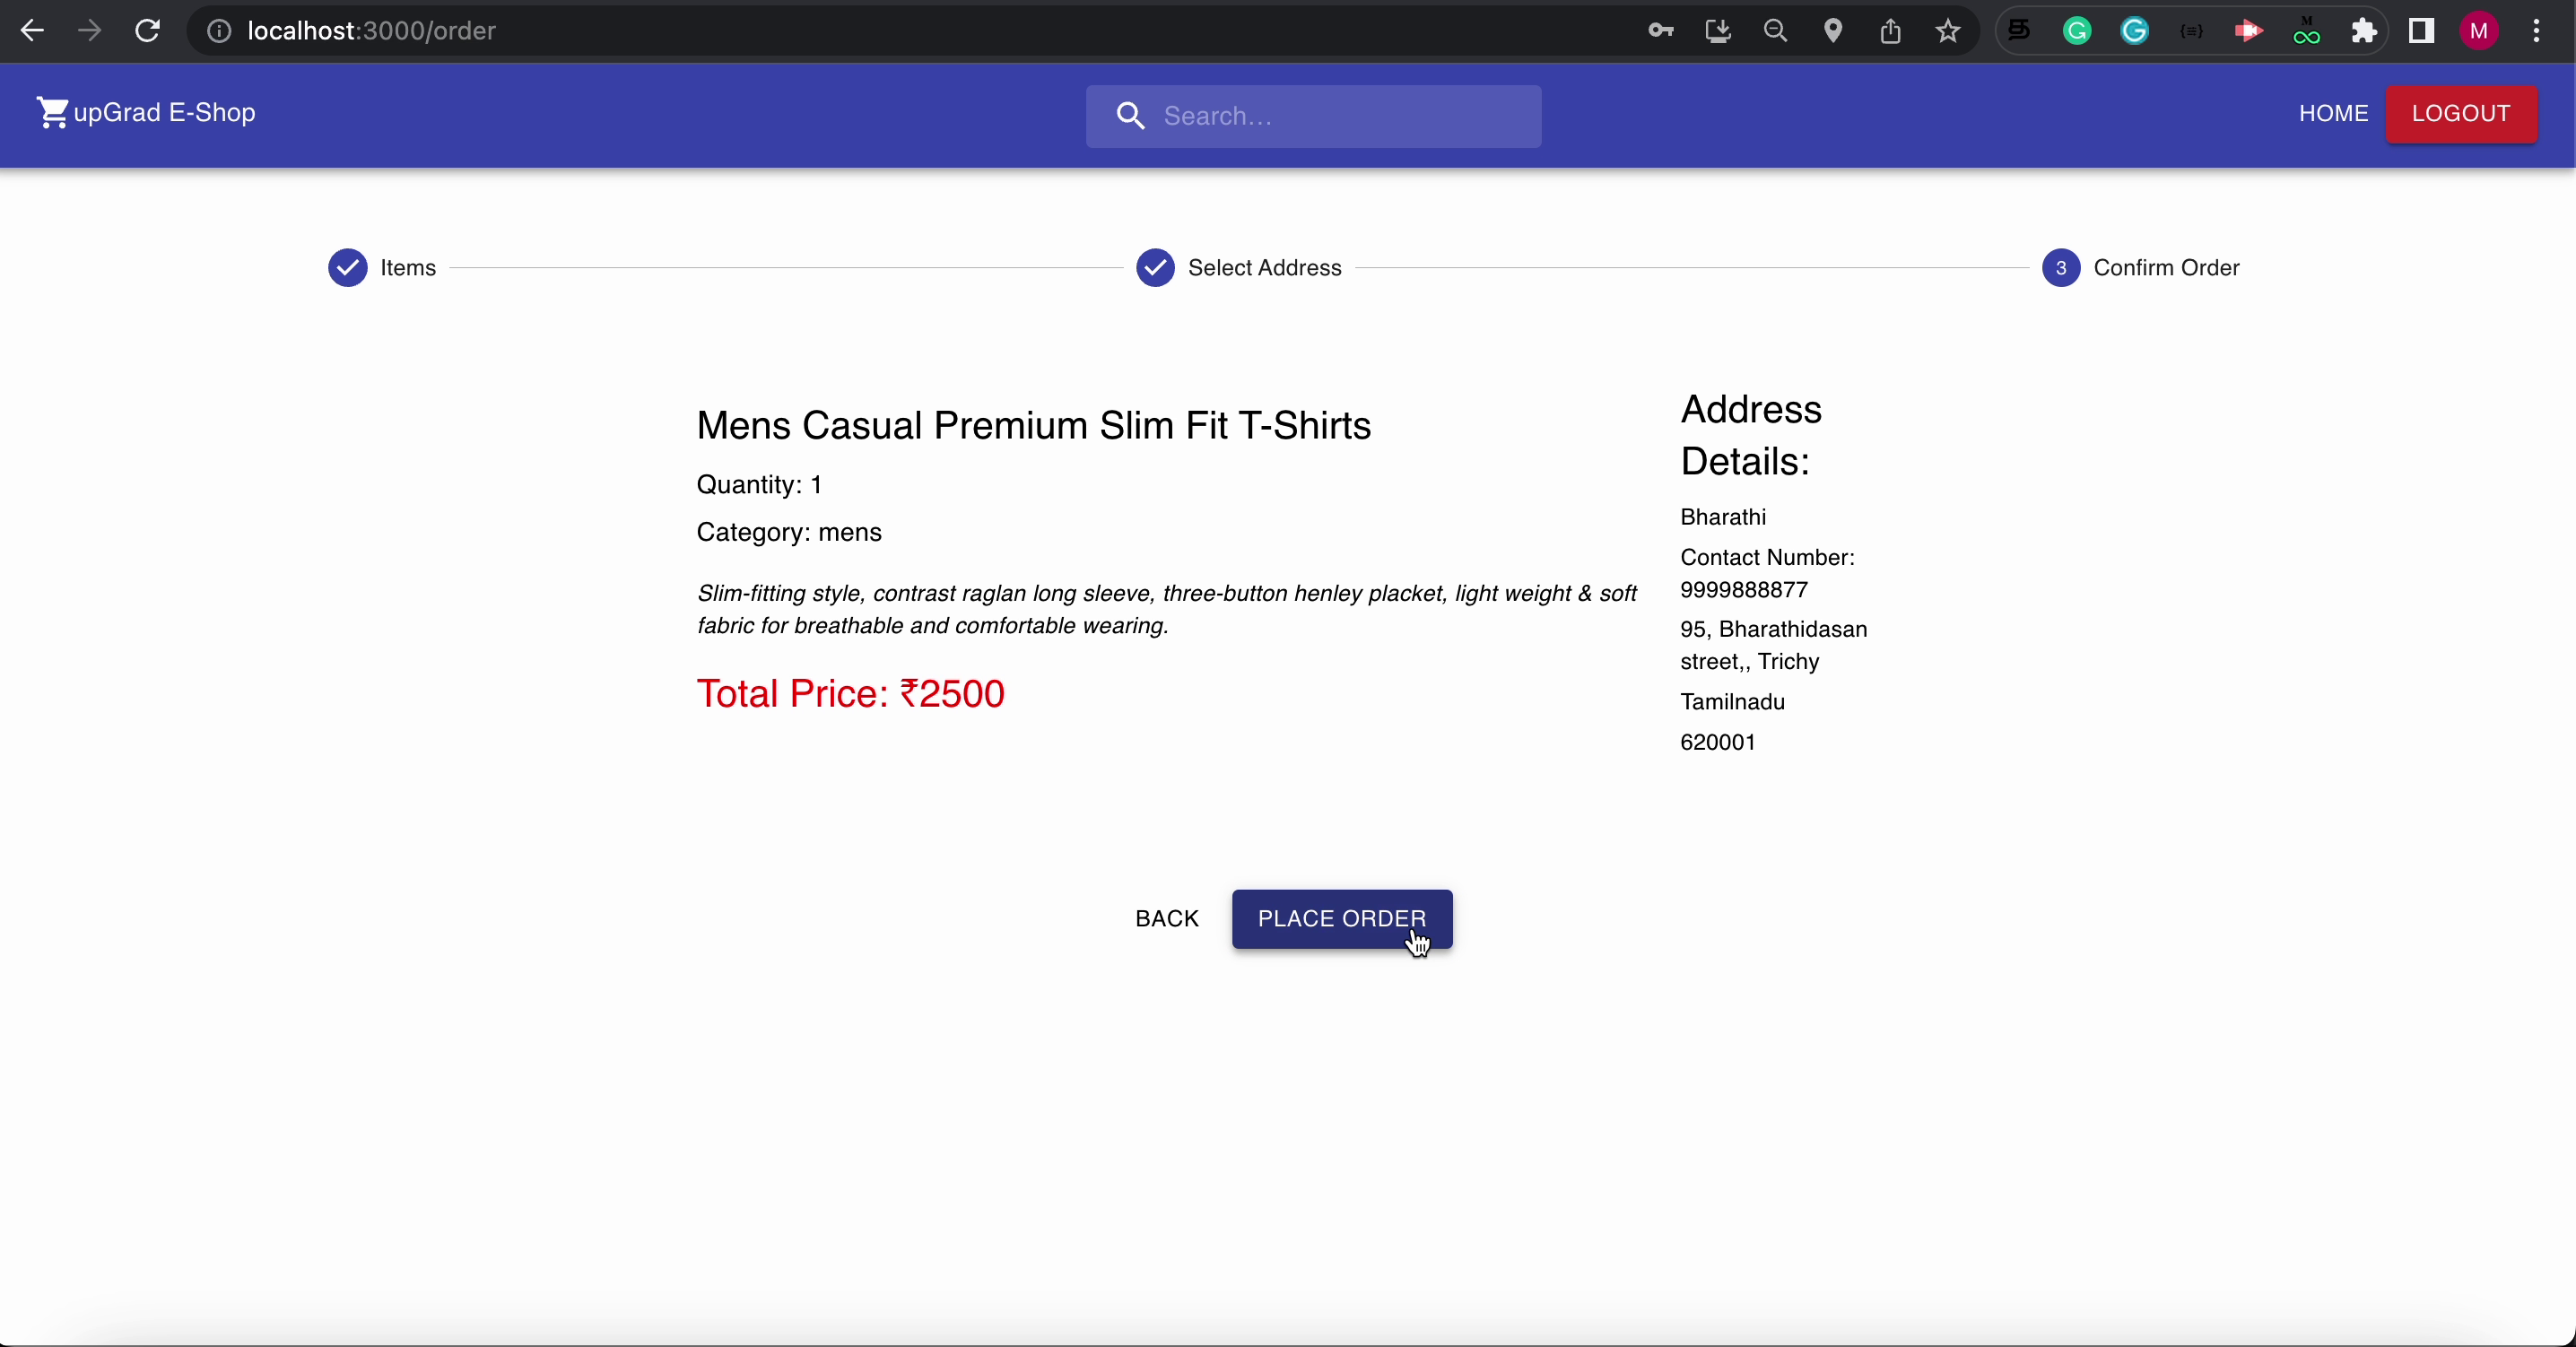 localhost:3000/order
M
upGrad E-Shop
Search...
HOME
LOGOUT
Items
Select Address
3
Confirm Order
Mens Casual Premium Slim Fit T-Shirts
Quantity: 1
Category: mens
Slim-fitting style, contrast raglan long sleeve, three-button henley placket, light weight & soft
fabric for breathable and comfortable wearing.
Total Price: ₹2500
Address
Details:
Bharathi
Contact Number:
9999888877
95, Bharathidasan
street,, Trichy
Tamilnadu
620001
BACK
PLACE ORDER